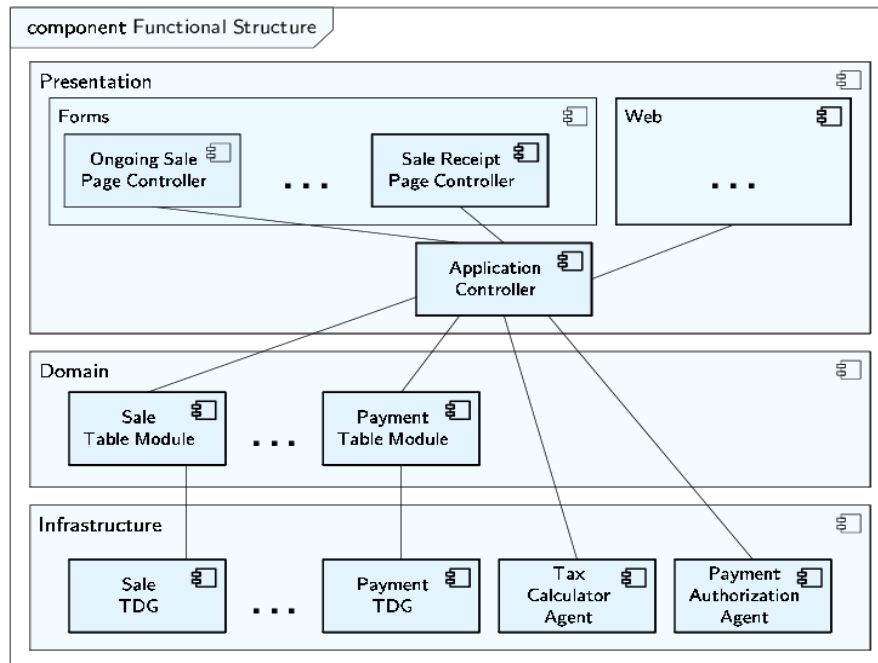 component Functional Structure
Presentation
Forms
Web
Ongoing Sale
Page Controller
. . .
Sale Receipt
Page Controller
. . .
Application
Controller
Domain
Sale
Table Module
. . .
Payment
Table Module
Infrastructure
Sale
TDG
. . .
Payment
TDG
Tax
Calculator
Agent
Payment
Authorization
Agent